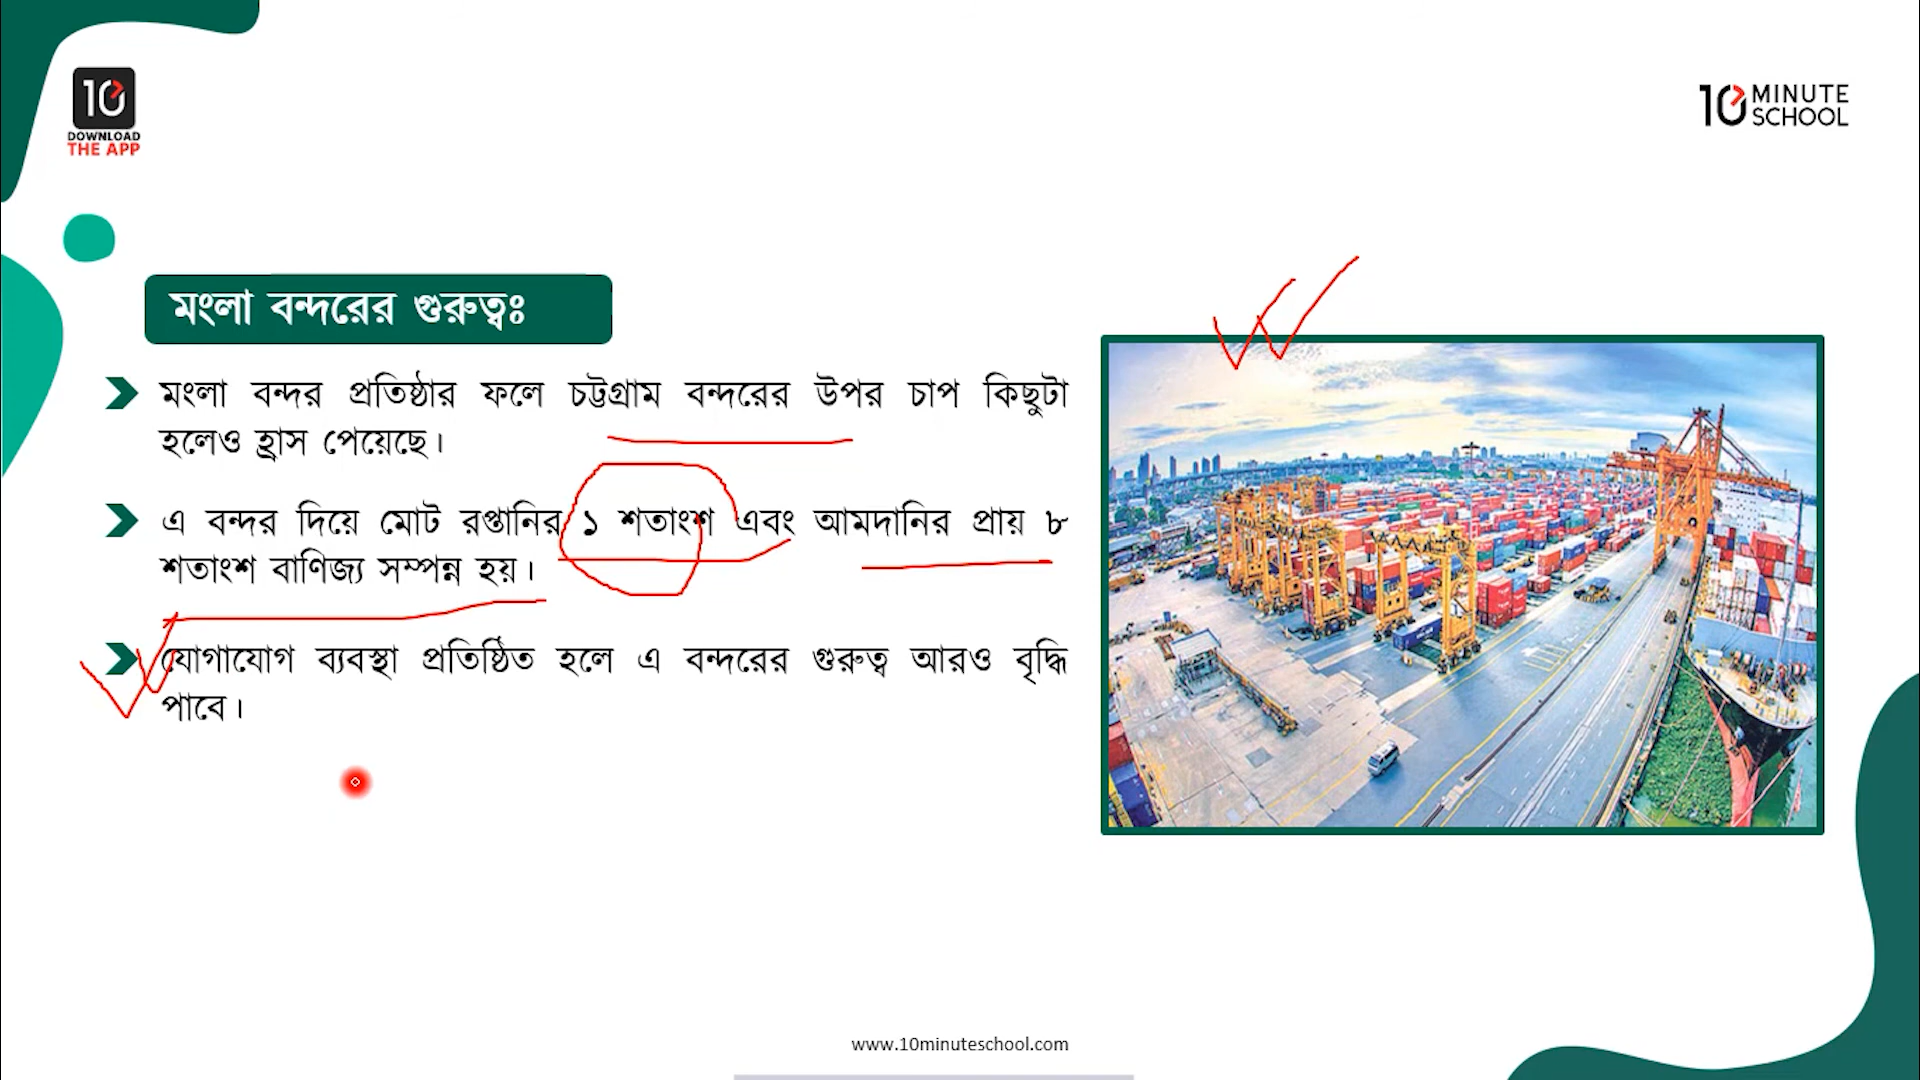 10
DOWNLOAD
THE APP
10 MINUTE
SCHOOL
মংলা বন্দরের গুরুত্বঃ
মংলা বন্দর প্রতিষ্ঠার ফলে চট্টগ্রাম বন্দরের উপর চাপ কিছুটা
হলেও হ্রাস পেয়েছে।
এ বন্দর দিয়ে মোট রপ্তানির ১ শতাংশ এবং আমদানির প্রায় ৮
শতাংশ বাণিজ্য সম্পন্ন হয়।
যোগাযোগ ব্যবস্থা প্রতিষ্ঠিত হলে এ বন্দরের গুরুত্ব আরও বৃদ্ধি
পাবে।
www.10minuteschool.com